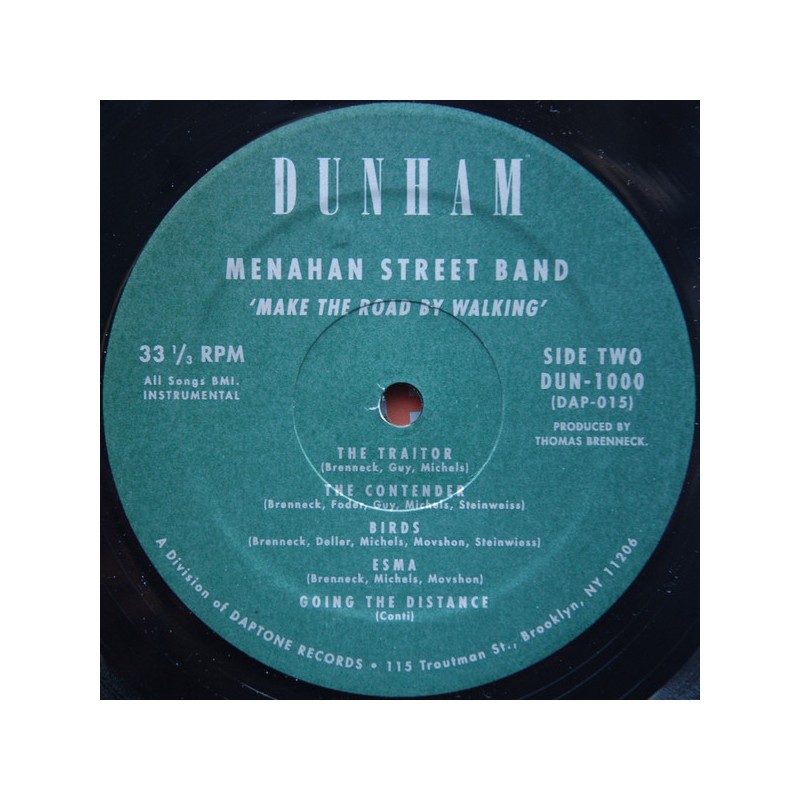 DUNHAM
MENAHAN STREET BAND
'MAKE THE ROAD BY WALKING'
33 1/3 RPM
All Songs BMI.
INSTRUMENTAL
SIDE TWO
DUN-1000
(DAP-015)
PRODUCED BY
THOMAS BRENNECK.
THE TRAITOR
(Brenneck, Guy, Michels)
THE CONTENDER
(Brenneck, Foder, Guy, Michels, Steinweiss)
BIRDS
(Brenneck, Deller, Michels, Movshon, Steinwiess)
ESMA
(Brenneck, Michels, Movshon)
GOING THE DISTANCE
(Conti)
A Division of DAPTONE RECORDS • 115 Troutman St., Brooklyn, NY 11206